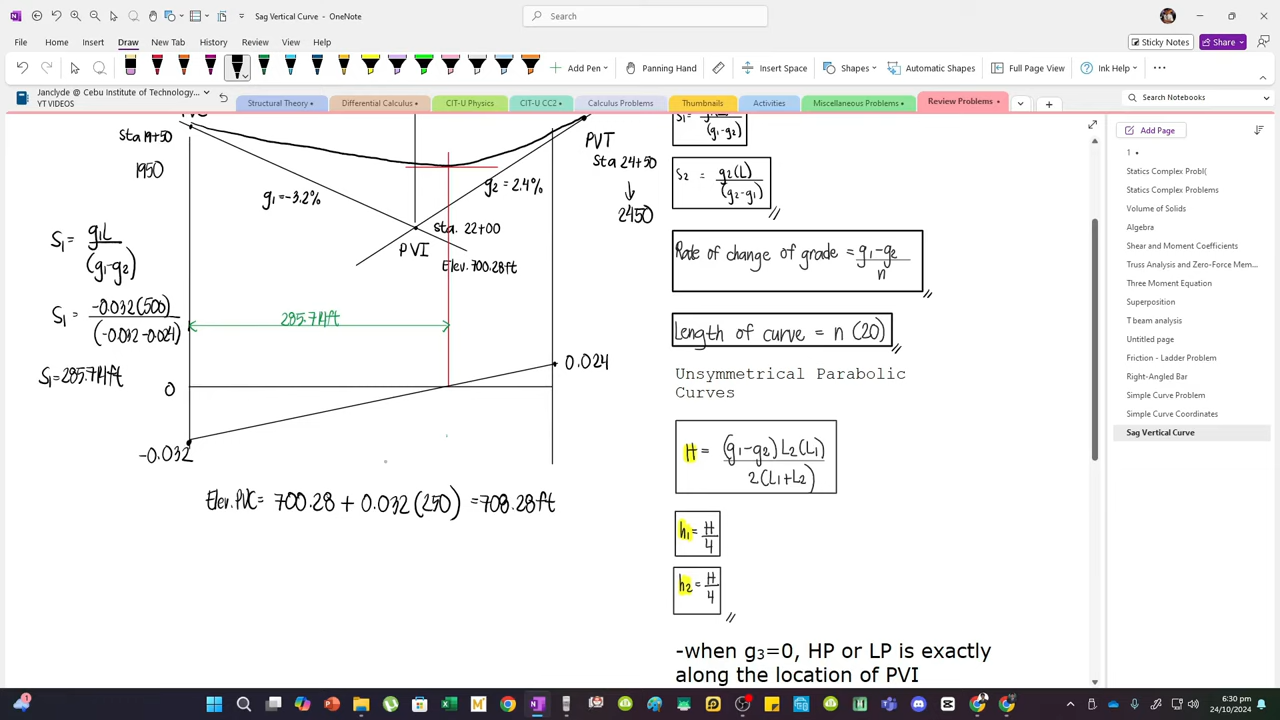 Sag Vertical Curve - OneNote
Search
File Home Insert Draw New Tab History Review View Help
Sticky Notes
Share
Add Pen
Panning Hand
Insert Space
Shapes
Automatic Shapes
Full Page View
Ink Help
Janclyde @ Cebu Institute of Technology...
YT VIDEOS
Structural Theory
Differential Calculus
CIT-U Physics
CIT-U CC2
Calculus Problems
Thumbnails
Activities
Miscellaneous Problems
Review Problems
Search Notebooks
Sta 19+50
1950
g₁=-3.2%
g₂=2.4%
PVT
Sta 24+50
2450
Sta. 22+00
PVI
Elev. 700.28ft
S₁ = g₁L
(g₁-g₂)
S₁ = -0.032(500)
(-0.032-0.024)
S₁=285.714ft
285.714ft
0.024
0
-0.032
Elev. PVC= 700.28 + 0.032(250) =708.28ft
(g₁-g₂)
S₂ = g₂(L)
(g₂-g₁)
Rate of change of grade = g₁-g₂
n
Length of curve = n (20)
Unsymmetrical Parabolic
Curves
H = (g₁-g₂) L₂(L₁)
2(L₁+L₂)
h₁ = H
4
h₂ = H
4
-when g₃=0, HP or LP is exactly
along the location of PVI
Add Page
1
Statics Complex Probl(
Statics Complex Problems
Volume of Solids
Algebra
Shear and Moment Coefficients
Truss Analysis and Zero-Force Mem...
Three Moment Equation
Superposition
T beam analysis
Untitled page
Friction - Ladder Problem
Right-Angled Bar
Simple Curve Problem
Simple Curve Coordinates
Sag Vertical Curve
6:30 pm
24/10/2024